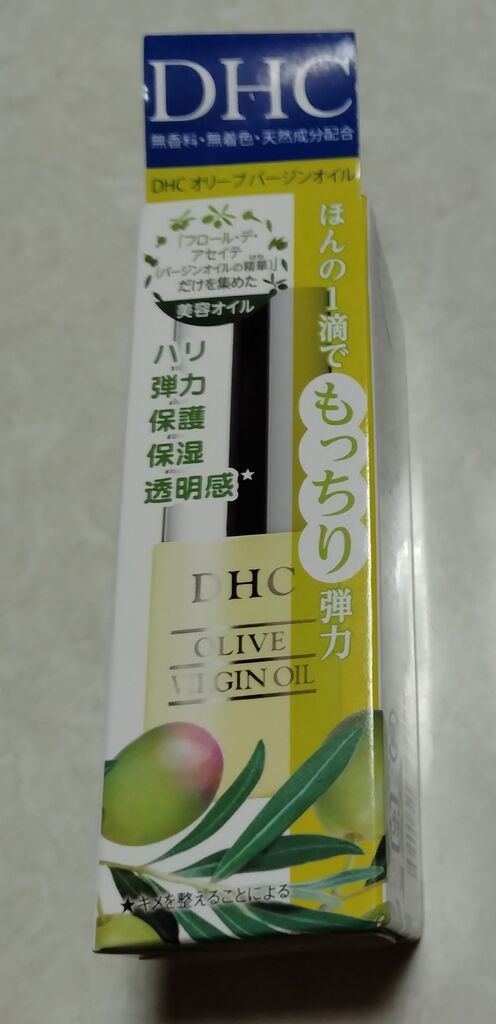 DHC
無香料・無着色・天然成分配合
DHC オリーブバージンオイル
「フロール・デ・
アセイテ
(バージンオイルの精華)」
はな
だけを集めた
美容オイル
ほんの1滴で
もっちり
弾力
ハリ
弾力
保護
保湿
透明感★
DHC
OLIVE
VIRGIN OIL
★キメを整えることによる